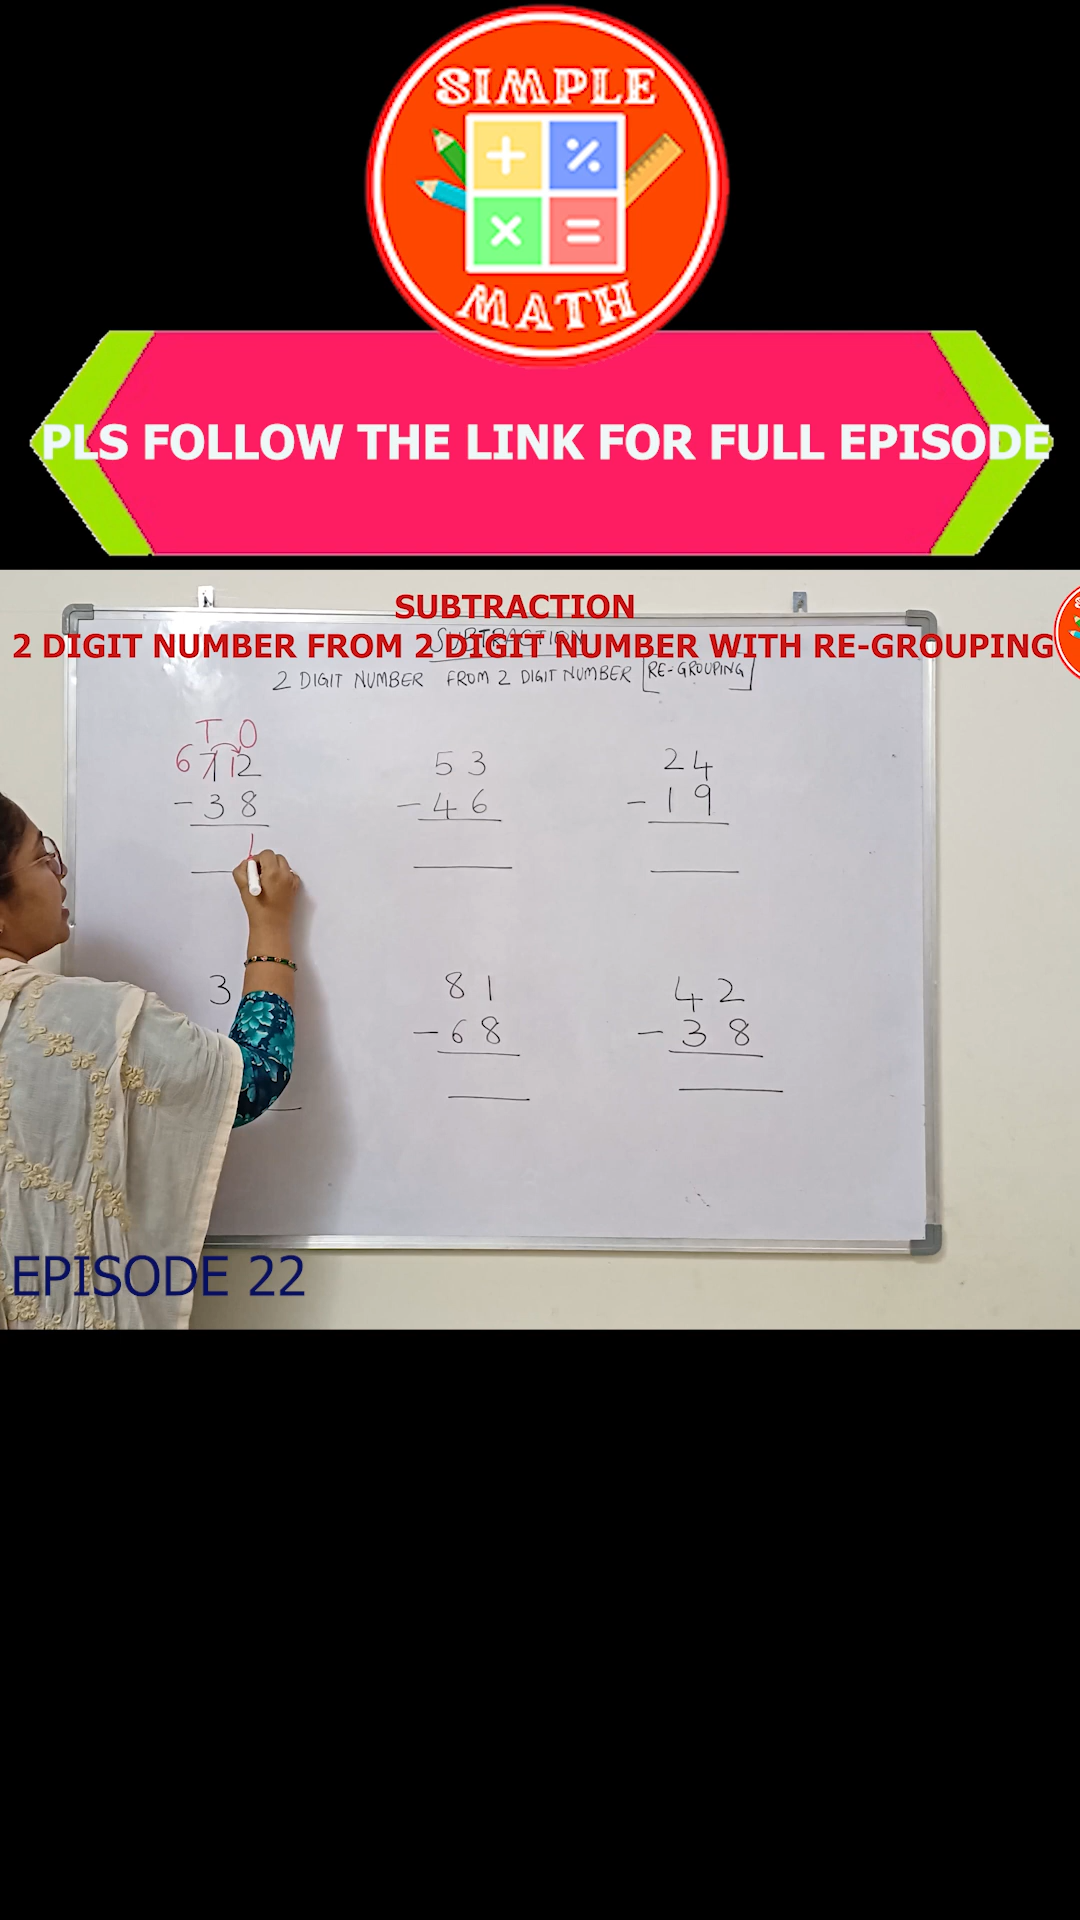 SIMPLE
+ %
× =
MATH
PLS FOLLOW THE LINK FOR FULL EPISODE
SUBTRACTION
2 DIGIT NUMBER FROM 2 DIGIT NUMBER WITH RE-GROUPING
SUBTRACTION
2 DIGIT NUMBER FROM 2 DIGIT NUMBER [RE-GROUPING]
T O
6 7 12
- 3 8
5 3
- 4 6
2 4
- 1 9
3
8 1
- 6 8
4 2
- 3 8
EPISODE 22